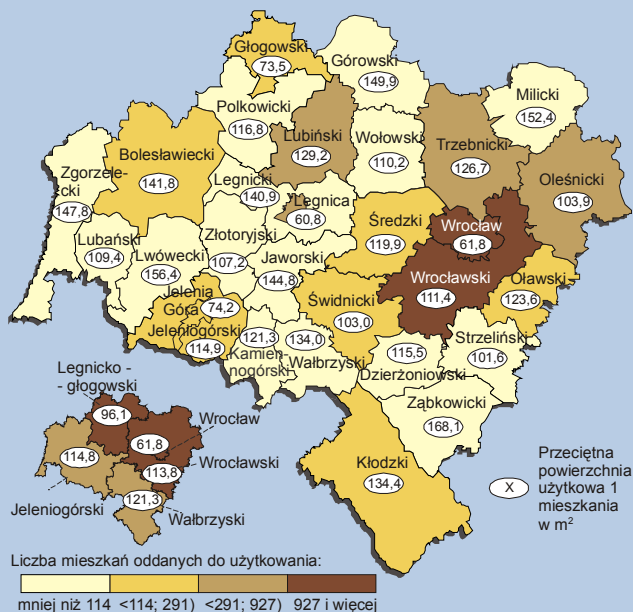 Głogowski
73,5
Górowski
149,9
Milicki
152,4
Polkowicki
116,8
Lubiński
129,2
Wołowski
110,2
Trzebnicki
126,7
Oleśnicki
103,9
Bolesławiecki
141,8
Zgorzele-
cki
147,8
Legnicki
140,9
Legnica
60,8
Średzki
119,9
Wrocław
61,8
Lubański
109,4
Lwówecki
156,4
Złotoryjski
107,2
Jaworski
144,8
Wrocławski
111,4
Oławski
123,6
Jelenia
Góra
74,2
Świdnicki
103,0
Jeleniogórski
114,9
121,3
Kamien-
nogórski
134,0
Wałbrzyski
115,5
Dzierżoniowski
Strzeliński
101,6
Ząbkowicki
168,1
Kłodzki
134,4
Legnicko -
- głogowski
96,1
Wrocław
61,8
Wrocławski
113,8
114,8
Jeleniogórski
121,3
Wałbrzyski
X
Przeciętna
powierzchnia
użytkowa 1
mieszkania
w m²
Liczba mieszkań oddanych do użytkowania:
mniej niż 114 <114; 291) <291; 927) 927 i więcej